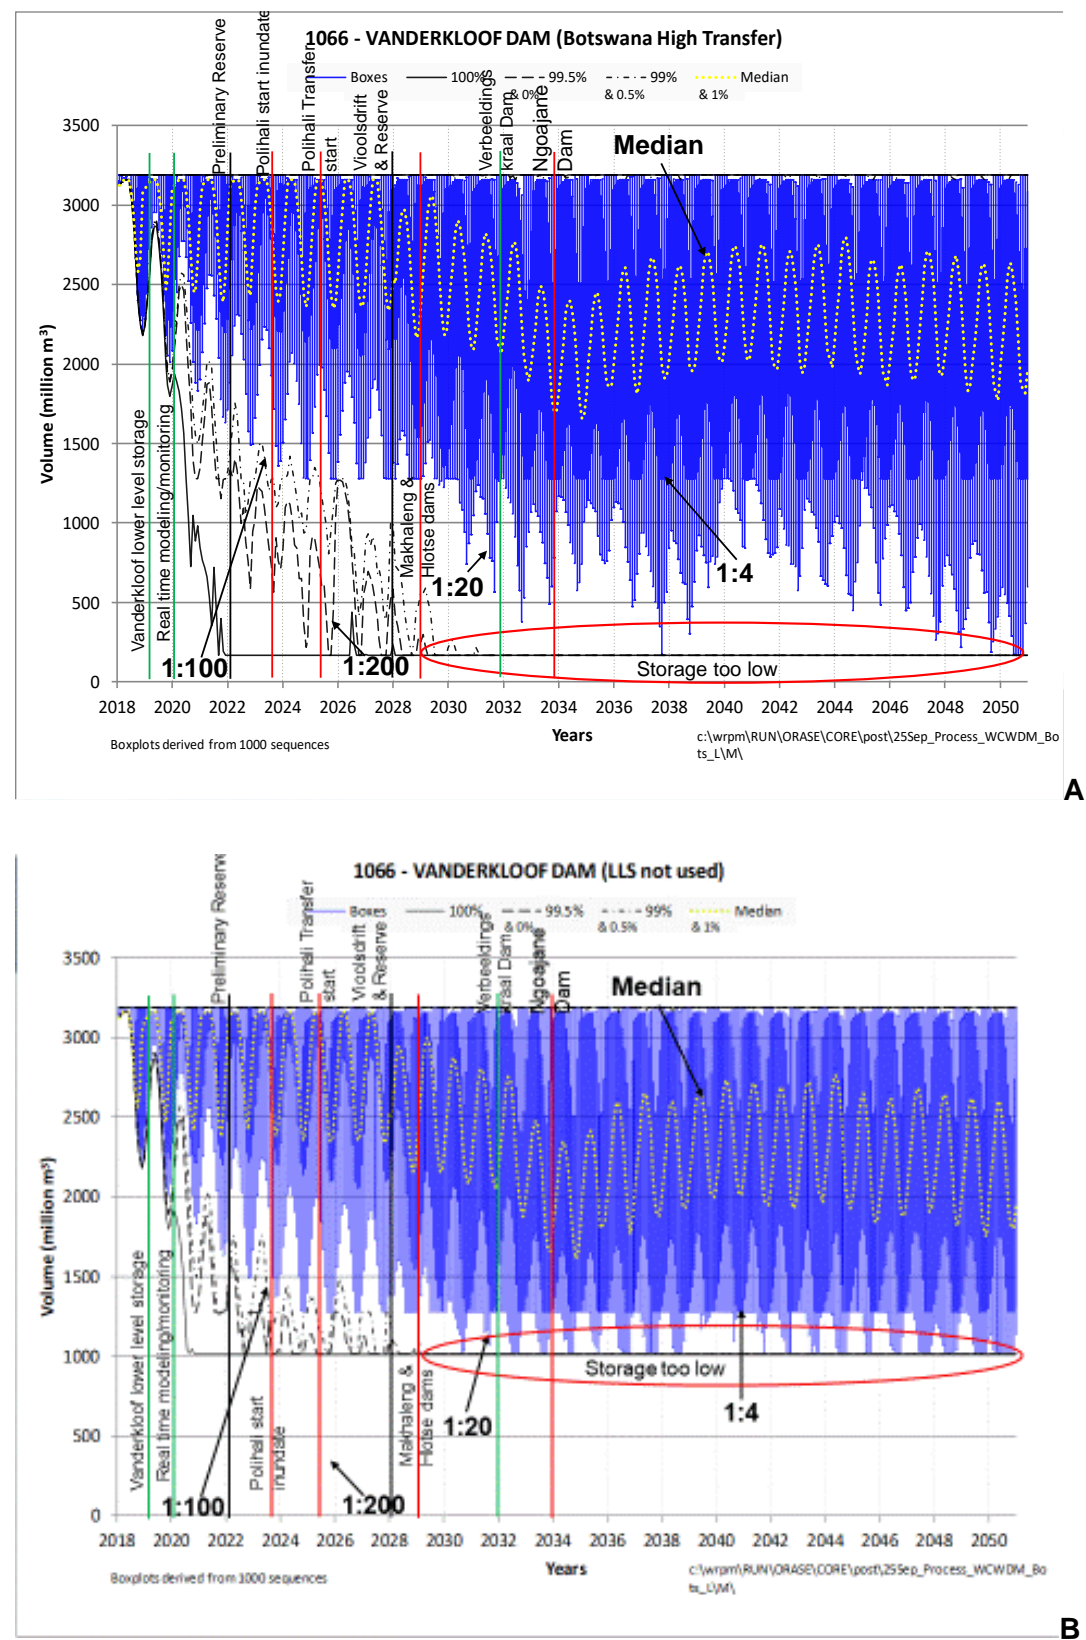 1066 - VANDERKLOOF DAM (Botswana High Transfer)
Boxes 100% 99.5% 99% Median
& 0% & 0.5% & 1%
Preliminary Reserve
Polihali start inundate
Polihali Transfer
start
Vioolsdrift
& Reserve
Verbeeldings
kraal Dam
Ngoajane
Dam
Median
3500
3000
2500
2000
1500
1000
500
0
Volume (million m³)
Vanderkloof lower level storage
Real time modeling/monitoring
Makhaleng &
Hlotse dams
1:20
1:4
1:100
1:200
Storage too low
2018 2020 2022 2024 2026 2028 2030 2032 2034 2036 2038 2040 2042 2044 2046 2048 2050
Years
Boxplots derived from 1000 sequences
c:\wrpm\RUN\ORASE\CORE\post\25Sep_Process_WCWDM_Bo
ts_L\M\
A
1066 - VANDERKLOOF DAM (LLS not used)
Boxes 100% 99.5% 99% Median
& 0% & 0.5% & 1%
Preliminary Reserve
Polihali Transfer
start
Vioolsdrift
& Reserve
Verbeeldings
kraal Dam
Ngoajane
Dam
Median
3500
3000
2500
2000
1500
1000
500
0
Volume (million m³)
Vanderkloof lower level storage
Real time modeling/monitoring
Polihali start
inundate
Makhaleng &
Hlotse dams
Storage too low
1:20
1:4
1:100
1:200
2018 2020 2022 2024 2026 2028 2030 2032 2034 2036 2038 2040 2042 2044 2046 2048 2050
Years
Boxplots derived from 1000 sequences
c:\wrpm\RUN\ORASE\CORE\post\25Sep_Process_WCWDM_Bo
ts_L\M\
B